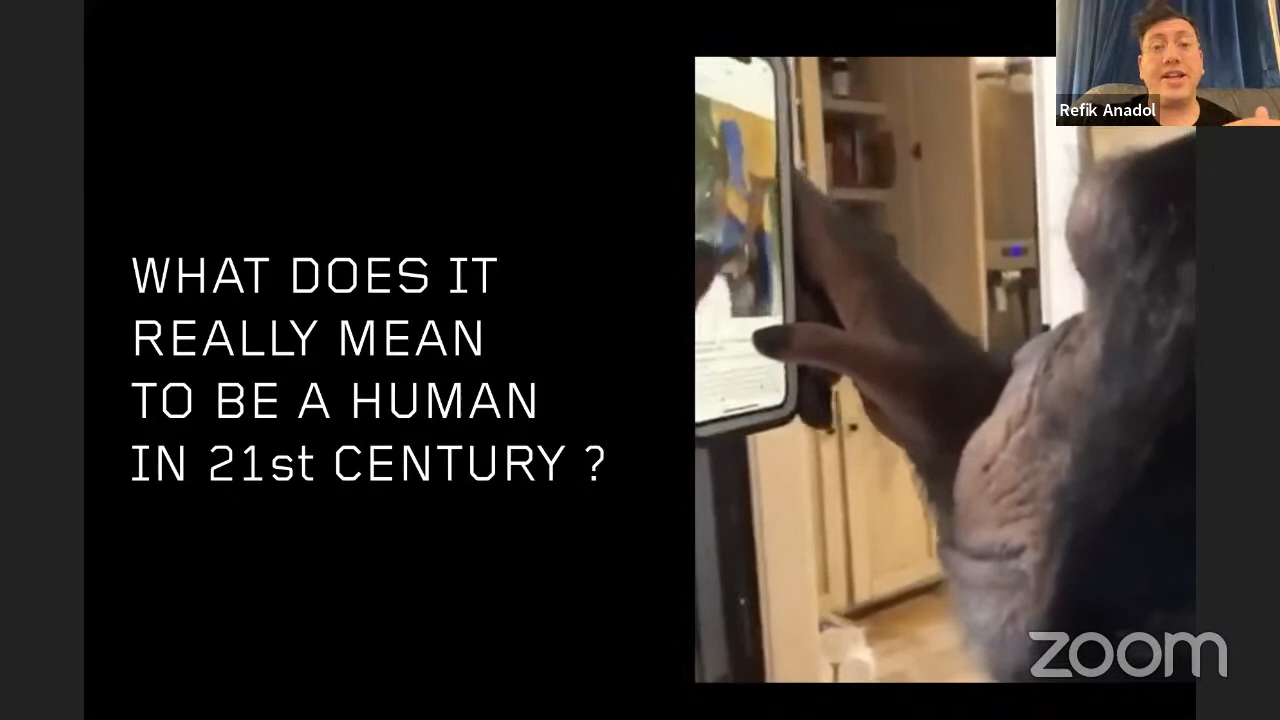 WHAT DOES IT
REALLY MEAN
TO BE A HUMAN
IN 21st CENTURY ?
Refik Anadol
zoom